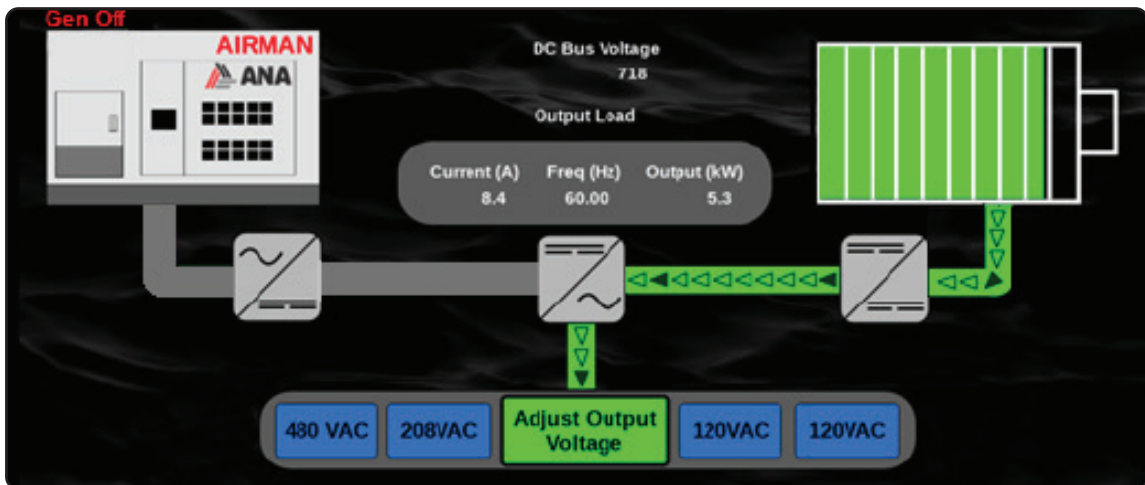 Gen Off
AIRMAN
ANA
DC Bus Voltage
718
Output Load
Current (A) Freq (Hz) Output (kW)
8.4 60.00 5.3
480 VAC
208VAC
Adjust Output
Voltage
120VAC
120VAC